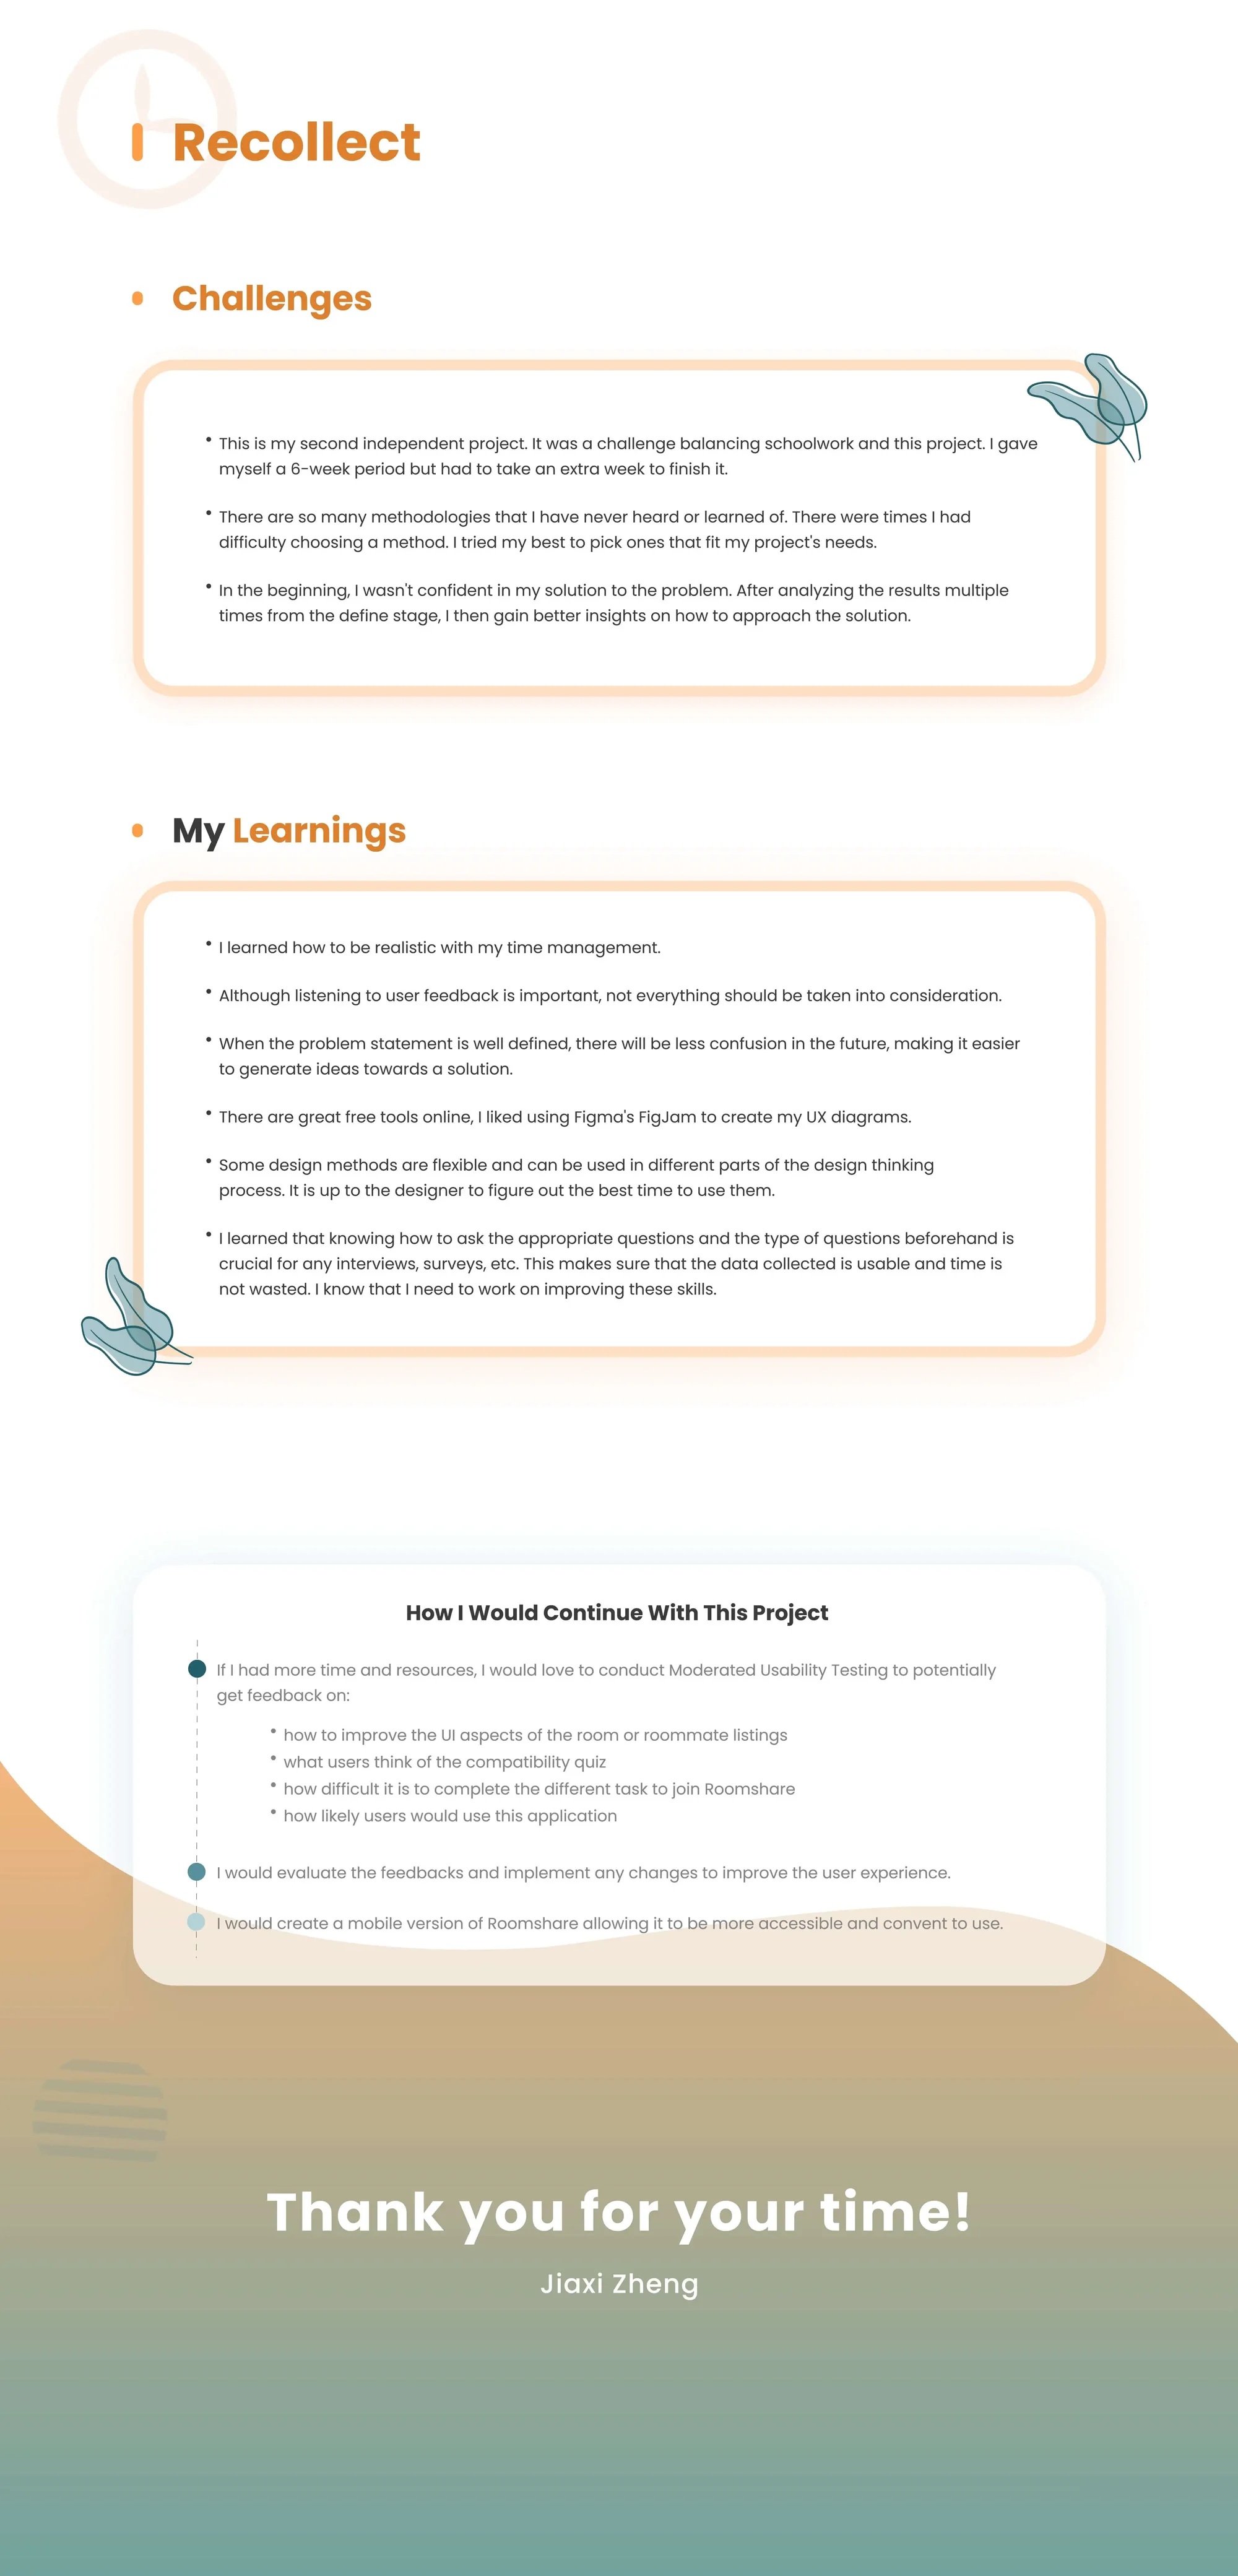 Recollect
Challenges
• This is my second independent project. It was a challenge balancing schoolwork and this project. I gave
myself a 6-week period but had to take an extra week to finish it.
• There are so many methodologies that I have never heard or learned of. There were times I had
difficulty choosing a method. I tried my best to pick ones that fit my project's needs.
• In the beginning, I wasn't confident in my solution to the problem. After analyzing the results multiple
times from the define stage, I then gain better insights on how to approach the solution.
My Learnings
• I learned how to be realistic with my time management.
• Although listening to user feedback is important, not everything should be taken into consideration.
• When the problem statement is well defined, there will be less confusion in the future, making it easier
to generate ideas towards a solution.
• There are great free tools online, I liked using Figma's FigJam to create my UX diagrams.
• Some design methods are flexible and can be used in different parts of the design thinking
process. It is up to the designer to figure out the best time to use them.
• I learned that knowing how to ask the appropriate questions and the type of questions beforehand is
crucial for any interviews, surveys, etc. This makes sure that the data collected is usable and time is
not wasted. I know that I need to work on improving these skills.
How I Would Continue With This Project
If I had more time and resources, I would love to conduct Moderated Usability Testing to potentially
get feedback on:
• how to improve the UI aspects of the room or roommate listings
• what users think of the compatibility quiz
• how difficult it is to complete the different task to join Roomshare
• how likely users would use this application
I would evaluate the feedbacks and implement any changes to improve the user experience.
I would create a mobile version of Roomshare allowing it to be more accessible and convent to use.
Thank you for your time!
Jiaxi Zheng